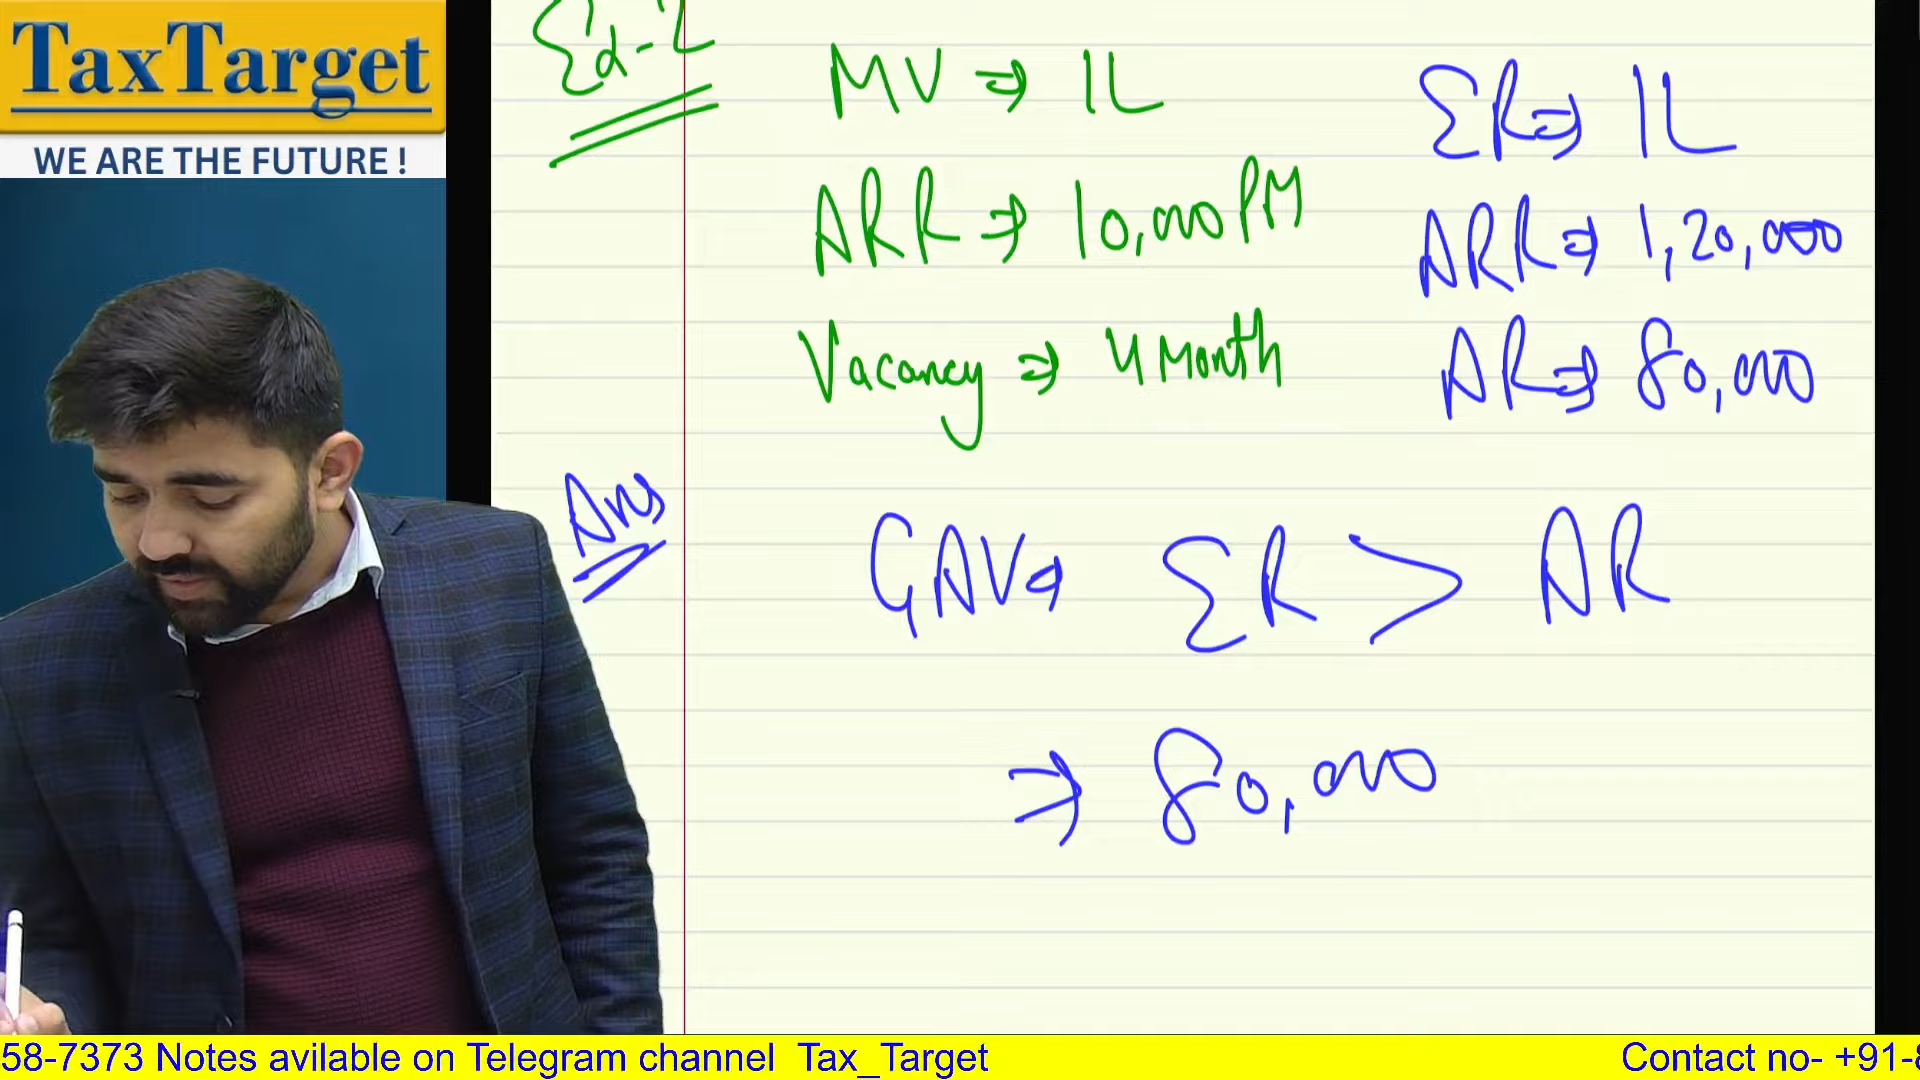 TaxTarget
WE ARE THE FUTURE !
Ex-2
MV ⇒ 1L
ARR ⇒ 10,000 PM
Vacancy ⇒ 4 Month
ER ⇒ 1L
ARR ⇒ 1,20,000
AR ⇒ 80,000
Ans
GAV ⇒ ER > AR
⇒ 80,000
58-7373 Notes avilable on Telegram channel Tax_Target
Contact no- +91-8